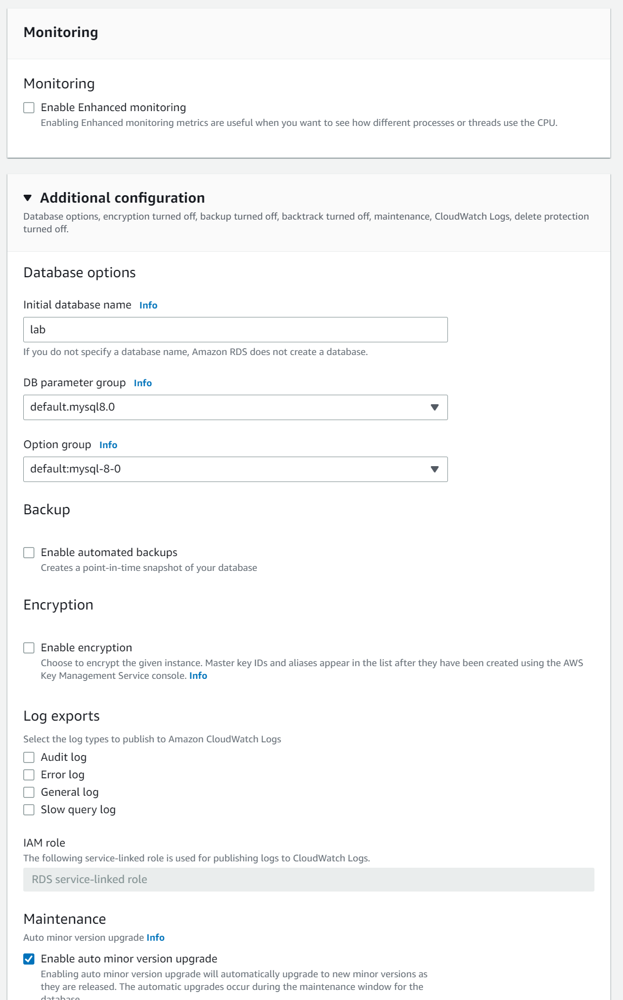 Monitoring
Monitoring
Enable Enhanced monitoring
Enabling Enhanced monitoring metrics are useful when you want to see how different processes or threads use the CPU.
Additional configuration
Database options, encryption turned off, backup turned off, backtrack turned off, maintenance, CloudWatch Logs, delete protection
turned off.
Database options
Initial database name Info
lab
If you do not specify a database name, Amazon RDS does not create a database.
DB parameter group Info
default.mysql8.0
Option group Info
default:mysql-8-0
Backup
Enable automated backups
Creates a point-in-time snapshot of your database
Encryption
Enable encryption
Choose to encrypt the given instance. Master key IDs and aliases appear in the list after they have been created using the AWS
Key Management Service console. Info
Log exports
Select the log types to publish to Amazon CloudWatch Logs
Audit log
Error log
General log
Slow query log
IAM role
The following service-linked role is used for publishing logs to CloudWatch Logs.
RDS service-linked role
Maintenance
Auto minor version upgrade Info
Enable auto minor version upgrade
Enabling auto minor version upgrade will automatically upgrade to new minor versions as
they are released. The automatic upgrades occur during the maintenance window for the
database.